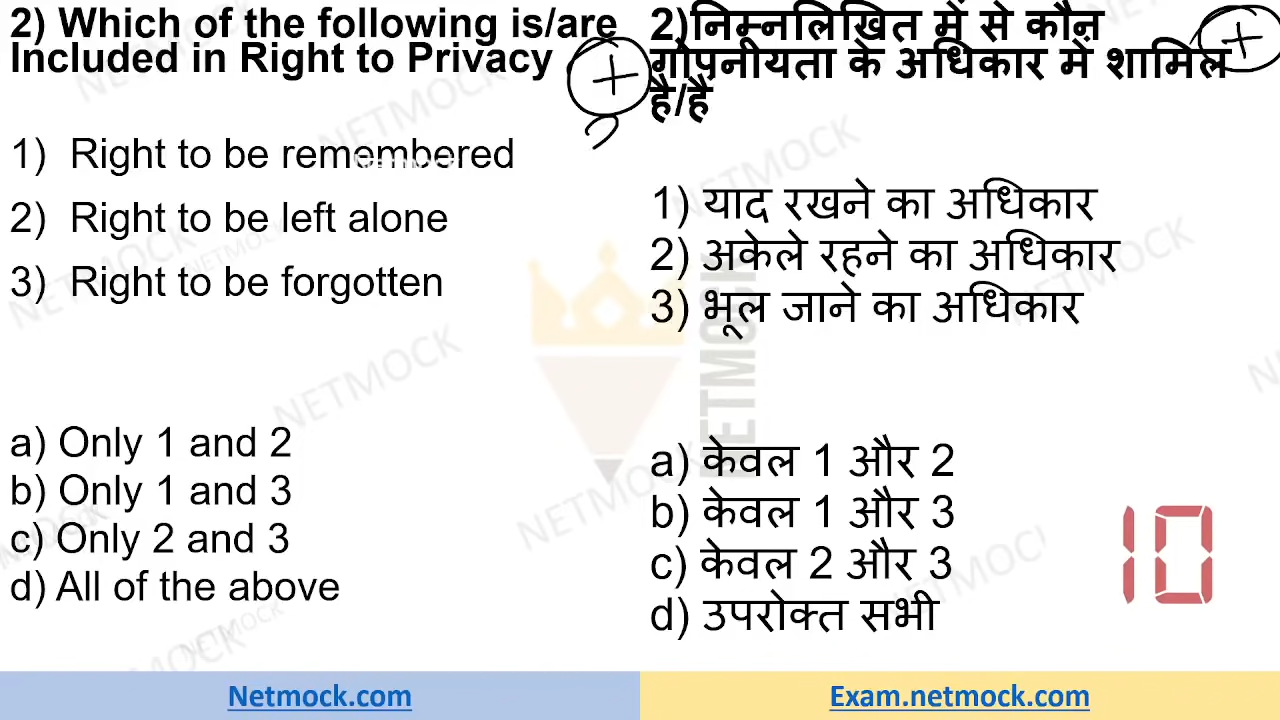 2) Which of the following is/are
Included in Right to Privacy
1) Right to be remembered
2) Right to be left alone
3) Right to be forgotten
a) Only 1 and 2
b) Only 1 and 3
c) Only 2 and 3
d) All of the above
2)निम्नलिखित में से कौन
गोपनीयता के अधिकार में शामिल
है/हैं
1) याद रखने का अधिकार
2) अकेले रहने का अधिकार
3) भूल जाने का अधिकार
a) केवल 1 और 2
b) केवल 1 और 3
c) केवल 2 और 3
d) उपरोक्त सभी
10
NETMOCK
Netmock.com
Exam.netmock.com